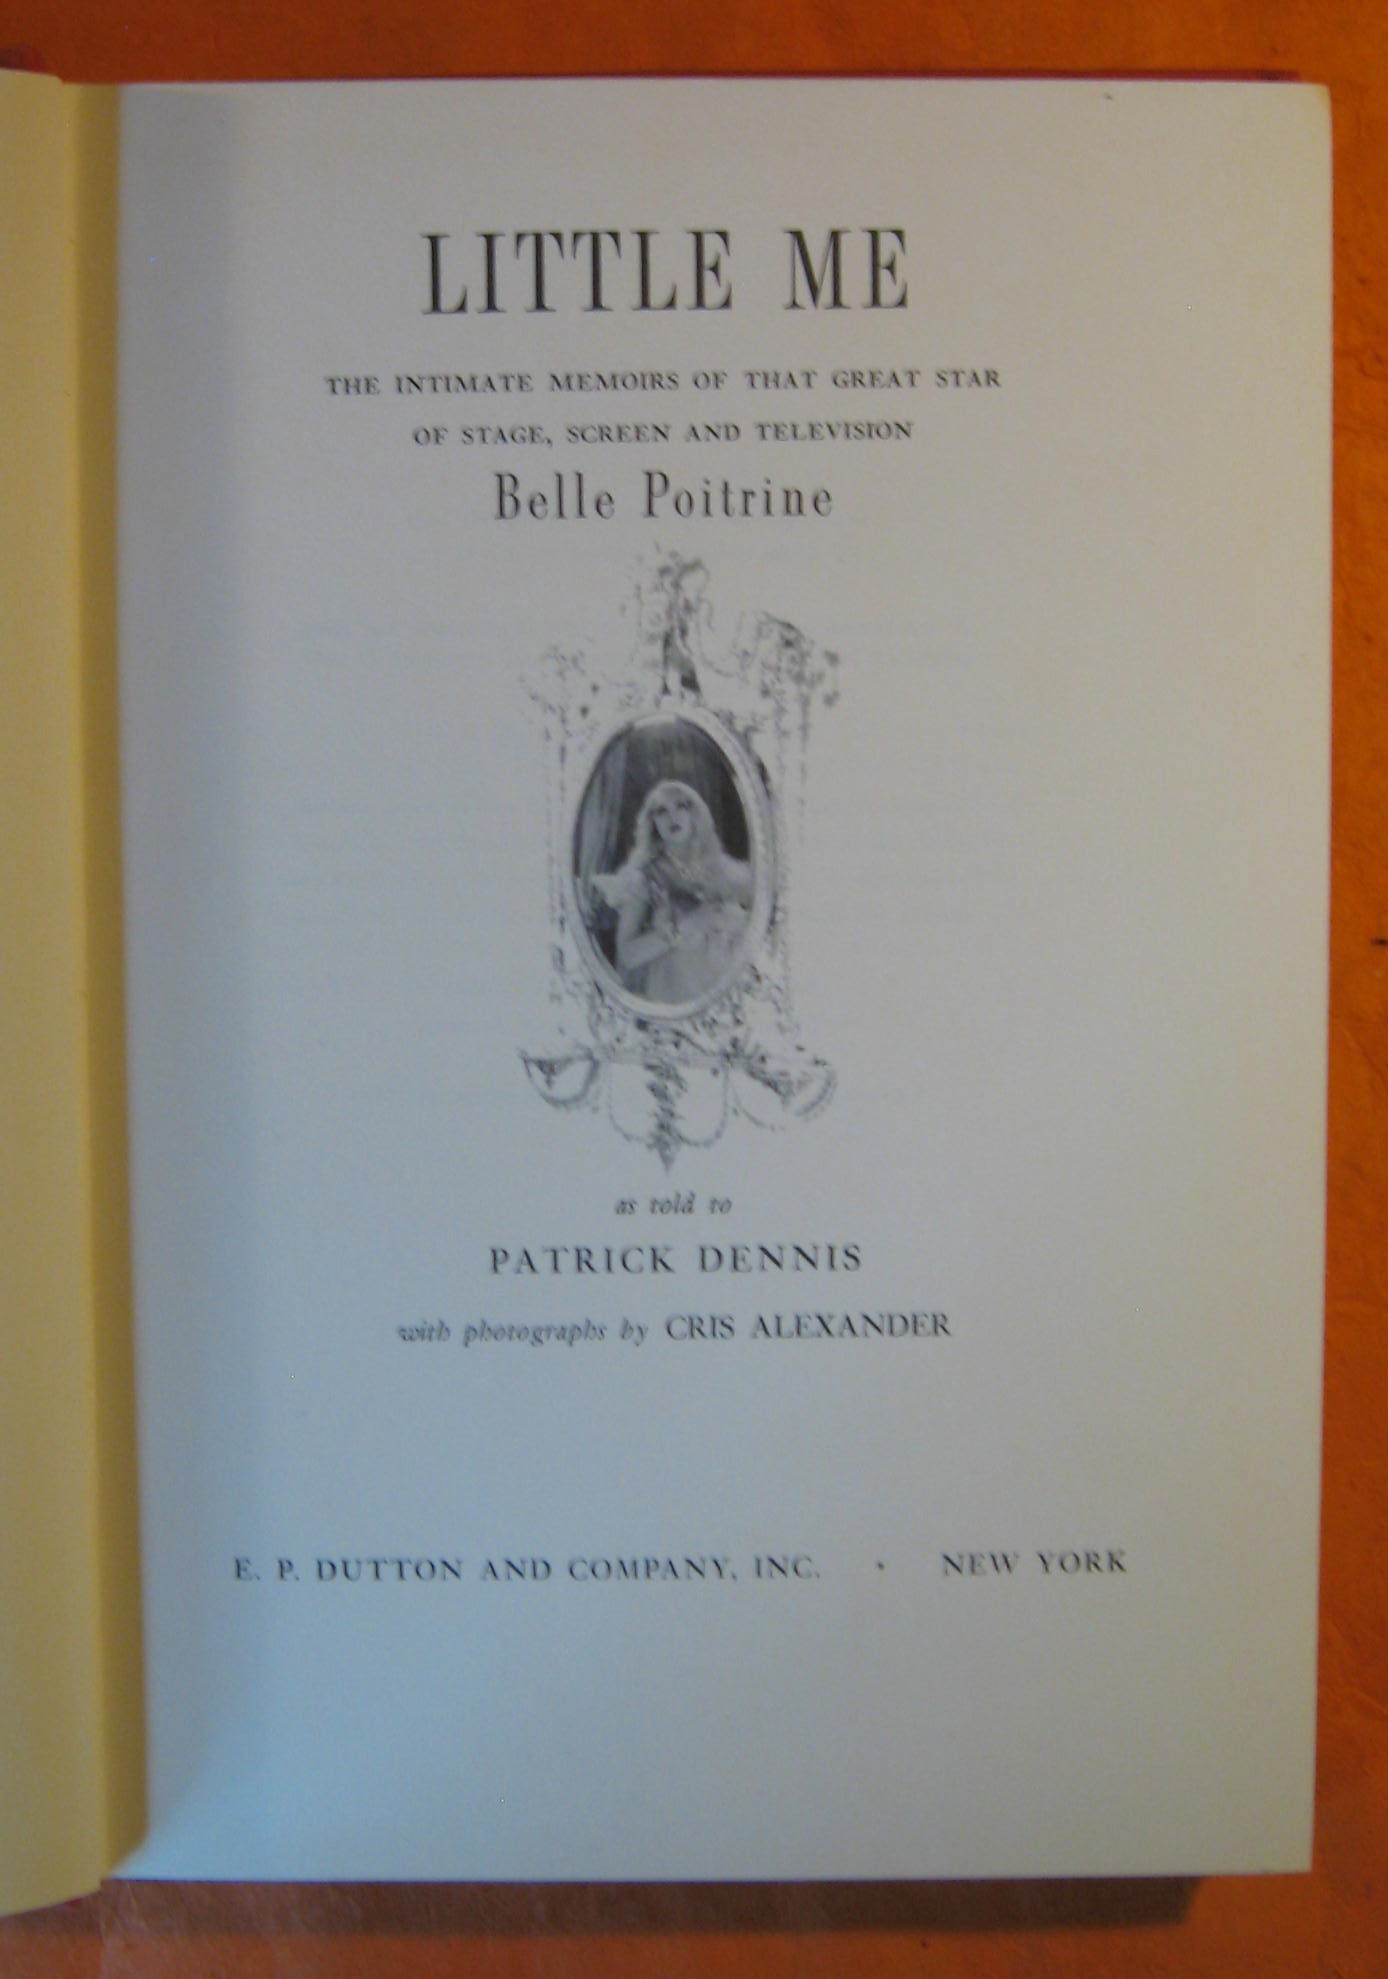 LITTLE ME
THE INTIMATE MEMOIRS OF THAT GREAT STAR
OF STAGE, SCREEN AND TELEVISION
Belle Poitrine
as told to
PATRICK DENNIS
with photographs by CRIS ALEXANDER
E. P. DUTTON AND COMPANY, INC. · NEW YORK